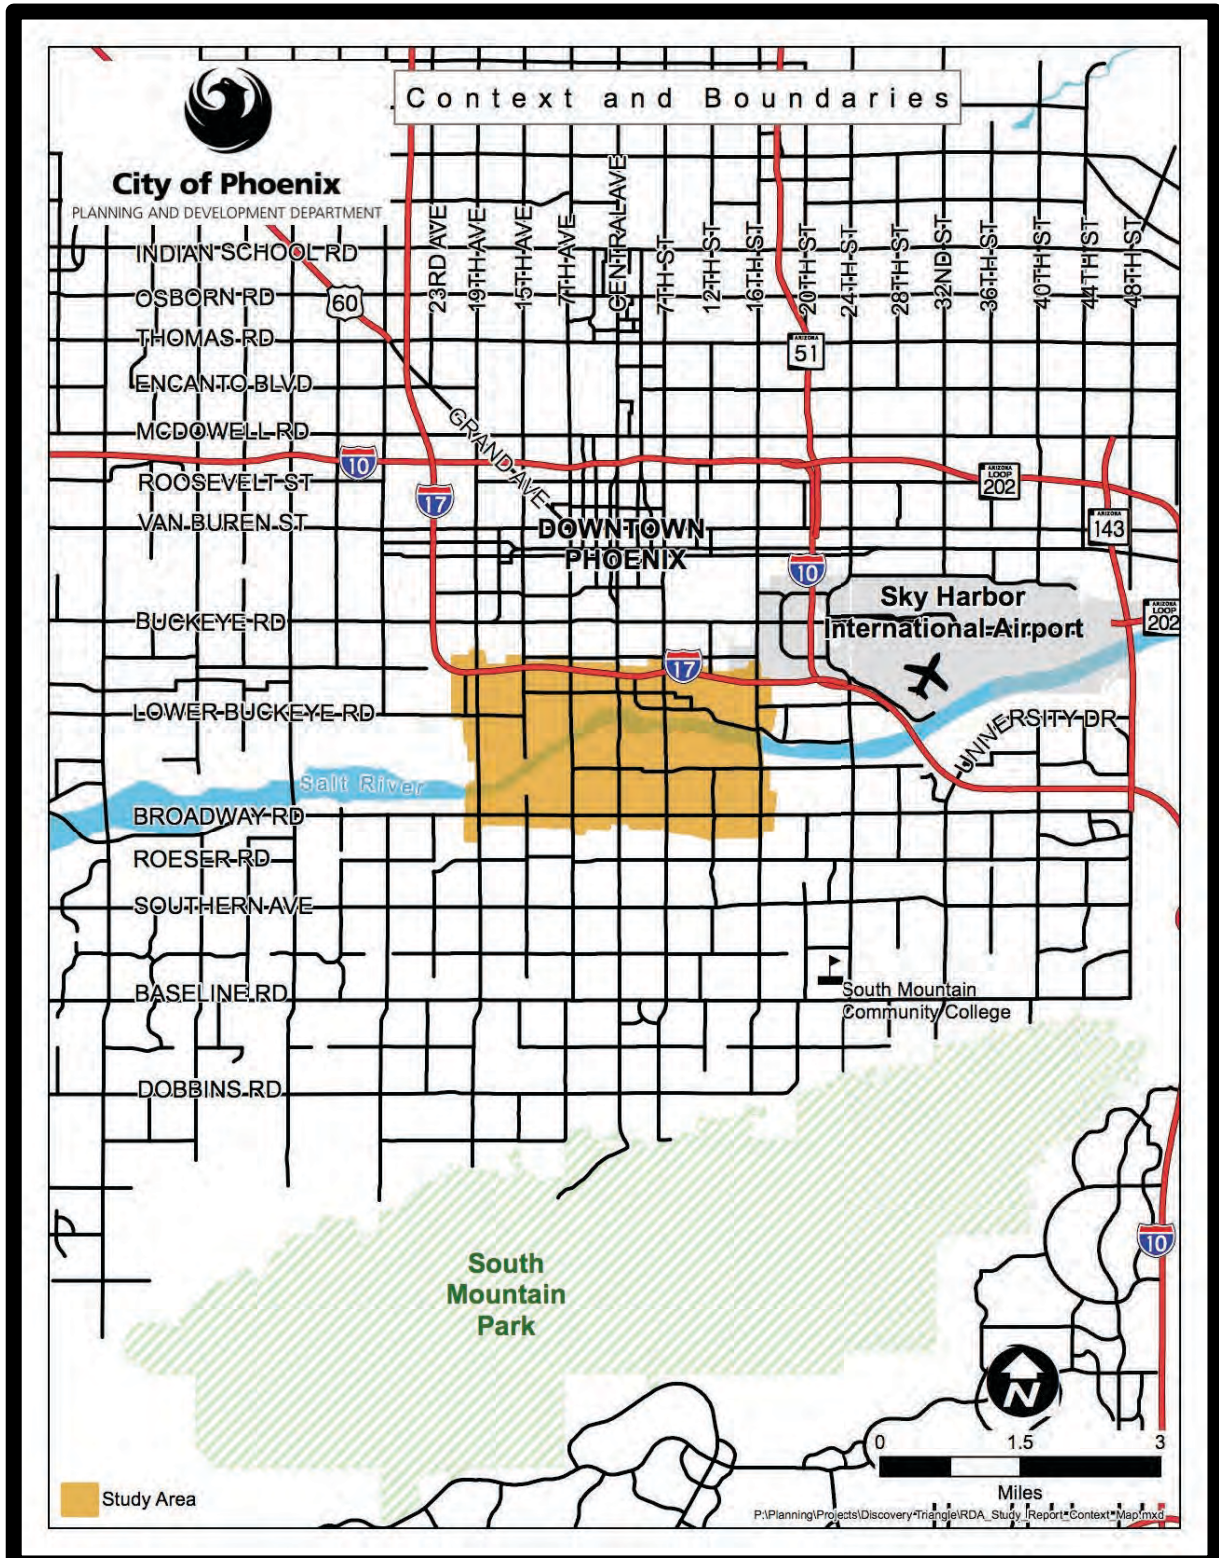 Context and Boundaries
City of Phoenix
PLANNING AND DEVELOPMENT DEPARTMENT
23RD AVE
19TH AVE
15TH AVE
7TH AVE
CENTRAL AVE
7TH ST
12TH ST
16TH ST
20TH ST
24TH ST
28TH ST
32ND ST
36TH ST
40TH ST
44TH ST
48TH ST
INDIAN SCHOOL RD
OSBORN RD
60
THOMAS RD
ARIZONA
51
ENCANTO BLVD
GRAND AVE
MCDOWELL RD
10
ROOSEVELT ST
17
ARIZONA
LOOP
202
VAN BUREN ST
DOWNTOWN
PHOENIX
ARIZONA
143
10
Sky Harbor
International Airport
BUCKEYE RD
ARIZONA
LOOP
202
17
LOWER BUCKEYE RD
UNIVERSITY DR
Salt River
BROADWAY RD
ROESER RD
SOUTHERN AVE
BASELINE RD
South Mountain
Community College
DOBBINS RD
South
Mountain
Park
10
N
0 1.5 3
Miles
Study Area
P:\Planning\Projects\Discovery Triangle\RDA_Study_Report_Context_Map.mxd